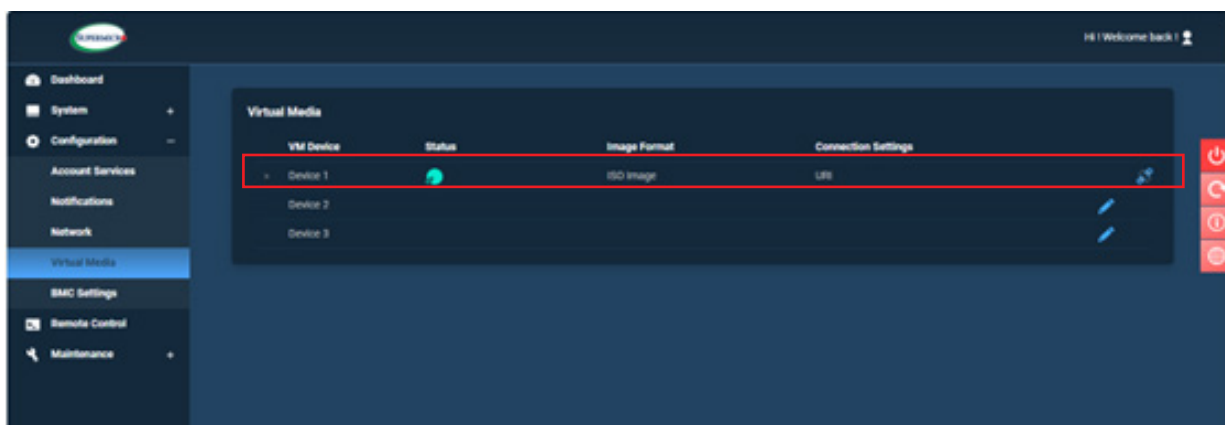 SUPERMICR
Hi ! Welcome back !
Dashboard
System +
Configuration −
Account Services
Notifications
Network
Virtual Media
BMC Settings
Remote Control
Maintenance +
Virtual Media
VM Device Status Image Format Connection Settings
Device 1 ISO Image URI
Device 2
Device 3